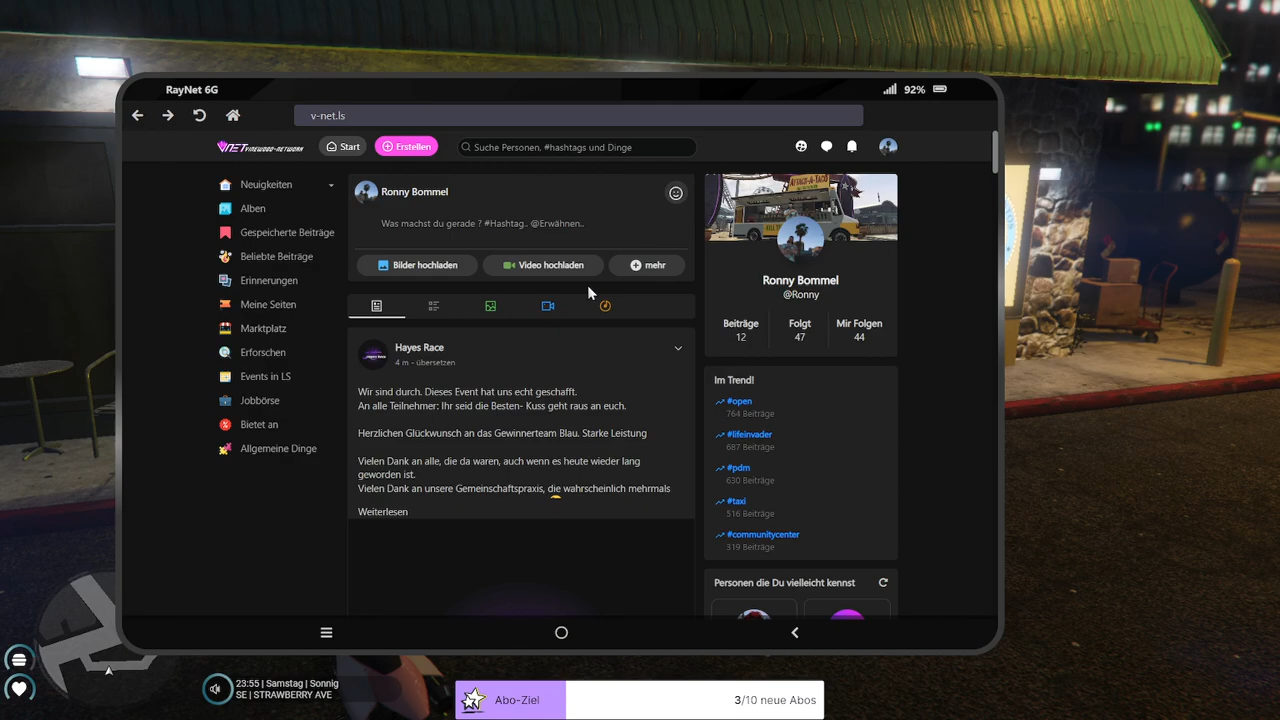 RayNet 6G
92%
v-net.ls
VNET VINEWOOD-NETWORK
Start
Erstellen
Suche Personen, #hashtags und Dinge
Neuigkeiten
Alben
Gespeicherte Beiträge
Beliebte Beiträge
Erinnerungen
Meine Seiten
Marktplatz
Erforschen
Events in LS
Jobbörse
Bietet an
Allgemeine Dinge
Ronny Bommel
Was machst du gerade ? #Hashtag.. @Erwähnen..
Bilder hochladen
Video hochladen
mehr
Hayes Race
4 m - übersetzen
Wir sind durch. Dieses Event hat uns echt geschafft.
An alle Teilnehmer: Ihr seid die Besten- Kuss geht raus an euch.
Herzlichen Glückwunsch an das Gewinnerteam Blau. Starke Leistung
Vielen Dank an alle, die da waren, auch wenn es heute wieder lang
geworden ist.
Vielen Dank an unsere Gemeinschaftspraxis, die wahrscheinlich mehrmals
Weiterlesen
ATTACK-A-TACO
Ronny Bommel
@Ronny
Beiträge
12
Folgt
47
Mir Folgen
44
Im Trend!
#open
764 Beiträge
#lifeinvader
687 Beiträge
#pdm
630 Beiträge
#taxi
516 Beiträge
#communitycenter
319 Beiträge
Personen die Du vielleicht kennst
23:55 | Samstag | Sonnig
SE | STRAWBERRY AVE
Abo-Ziel
3/10 neue Abos